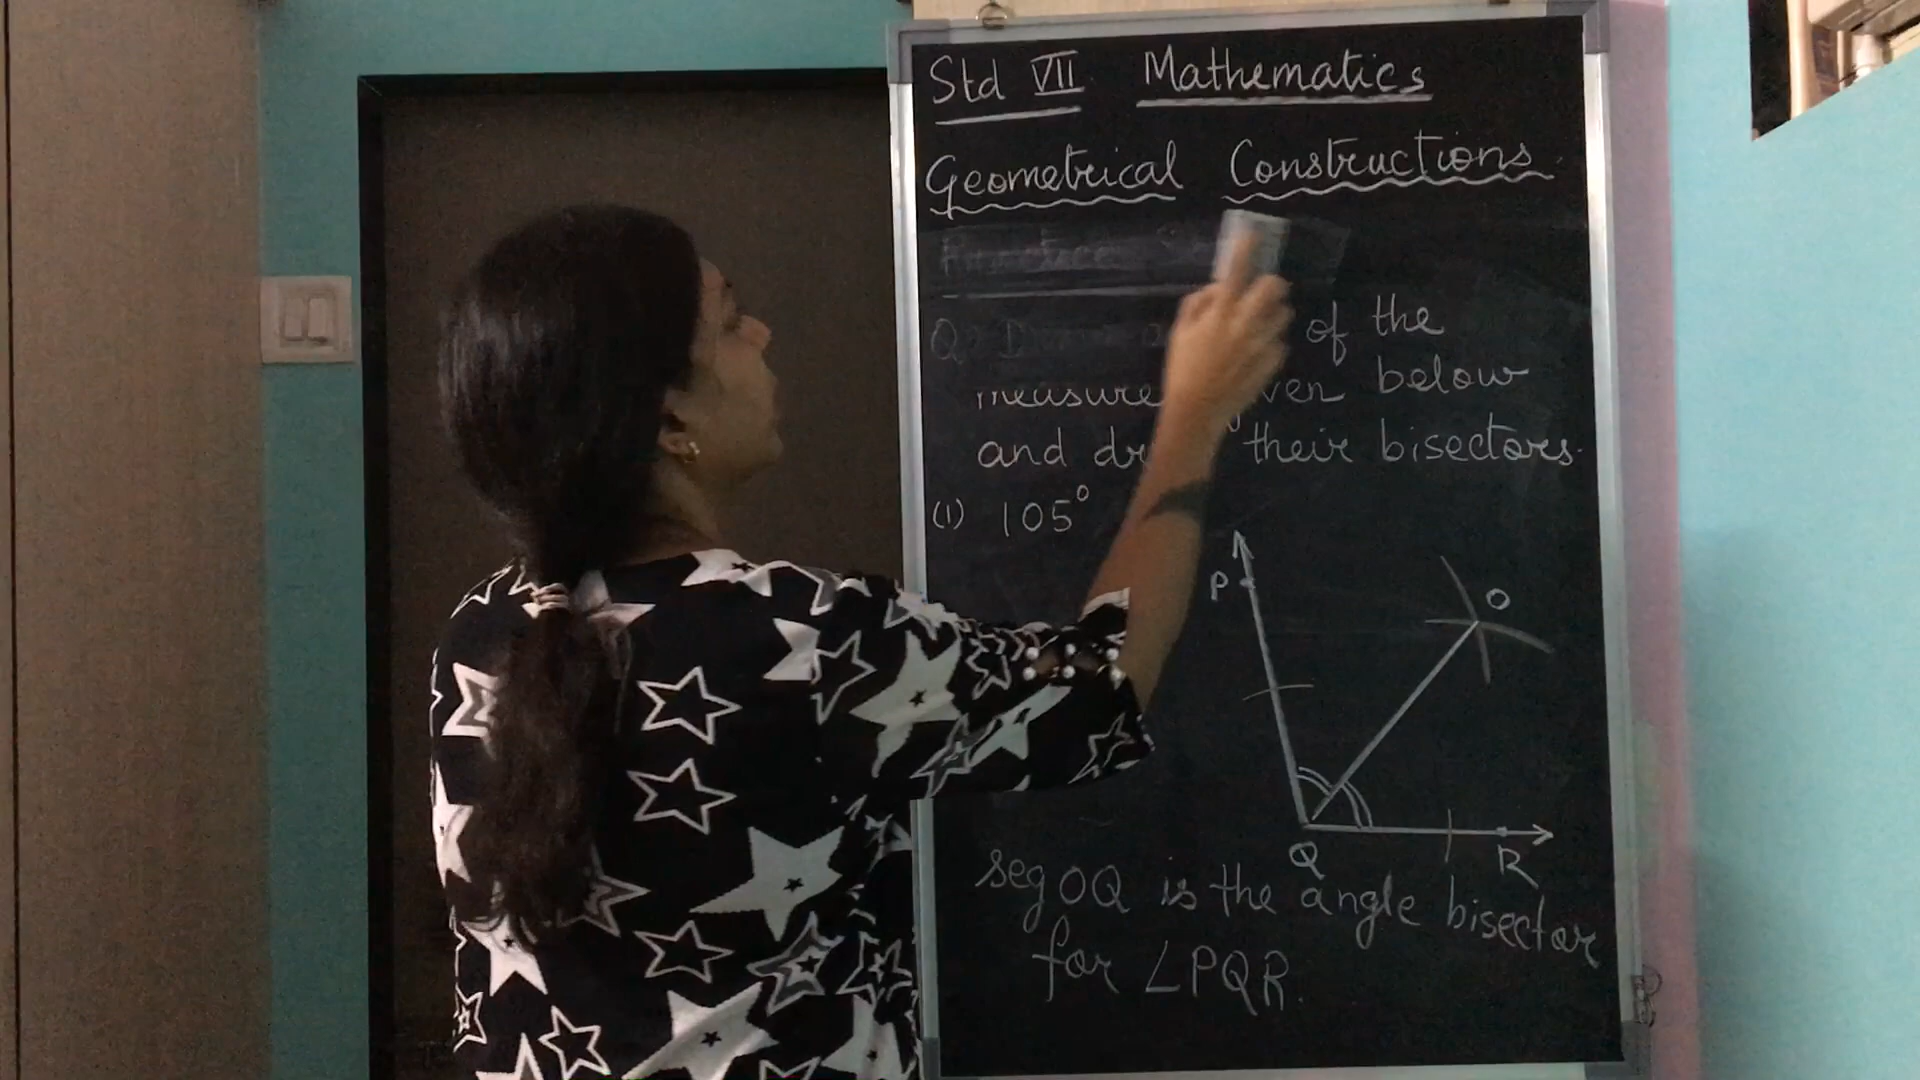 Std VII Mathematics
Geometrical Constructions
of the
below
and their bisectors.
(1) 105°
P
O
Q
R
seg OQ is the angle bisector
for ∠PQR.